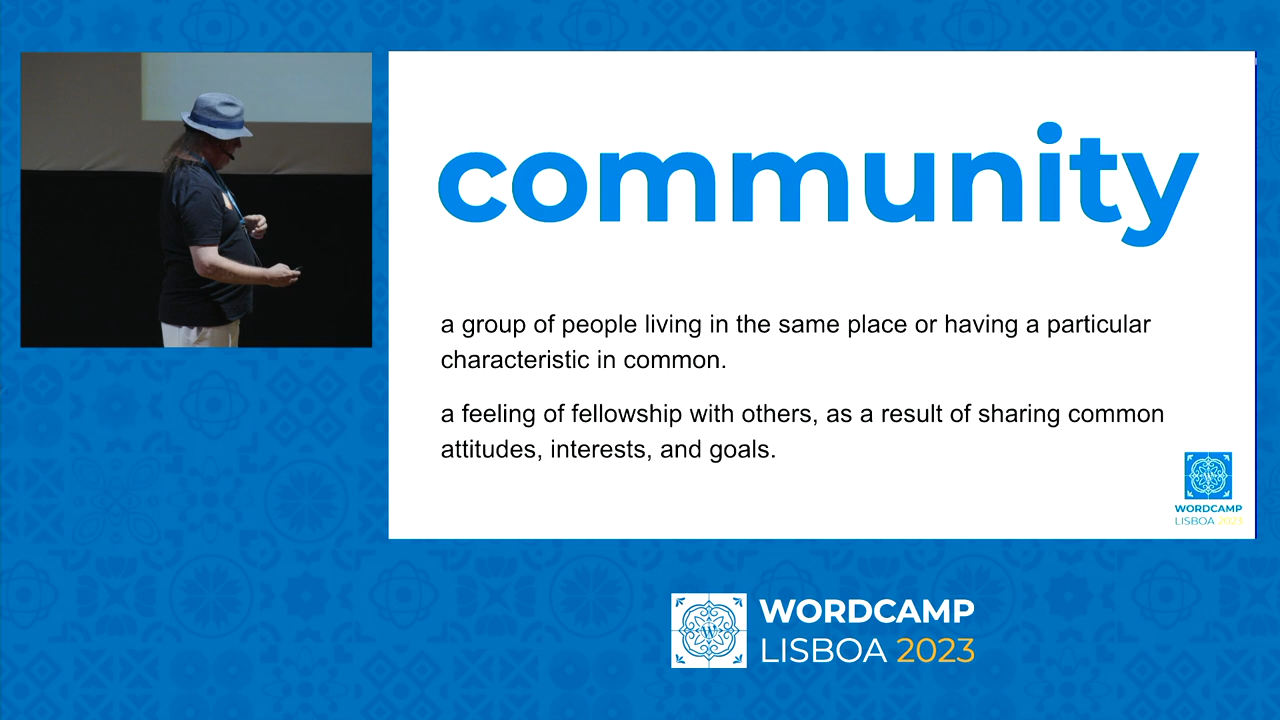 community
a group of people living in the same place or having a particular
characteristic in common.
a feeling of fellowship with others, as a result of sharing common
attitudes, interests, and goals.
WORDCAMP
LISBOA 2023
WORDCAMP
LISBOA 2023